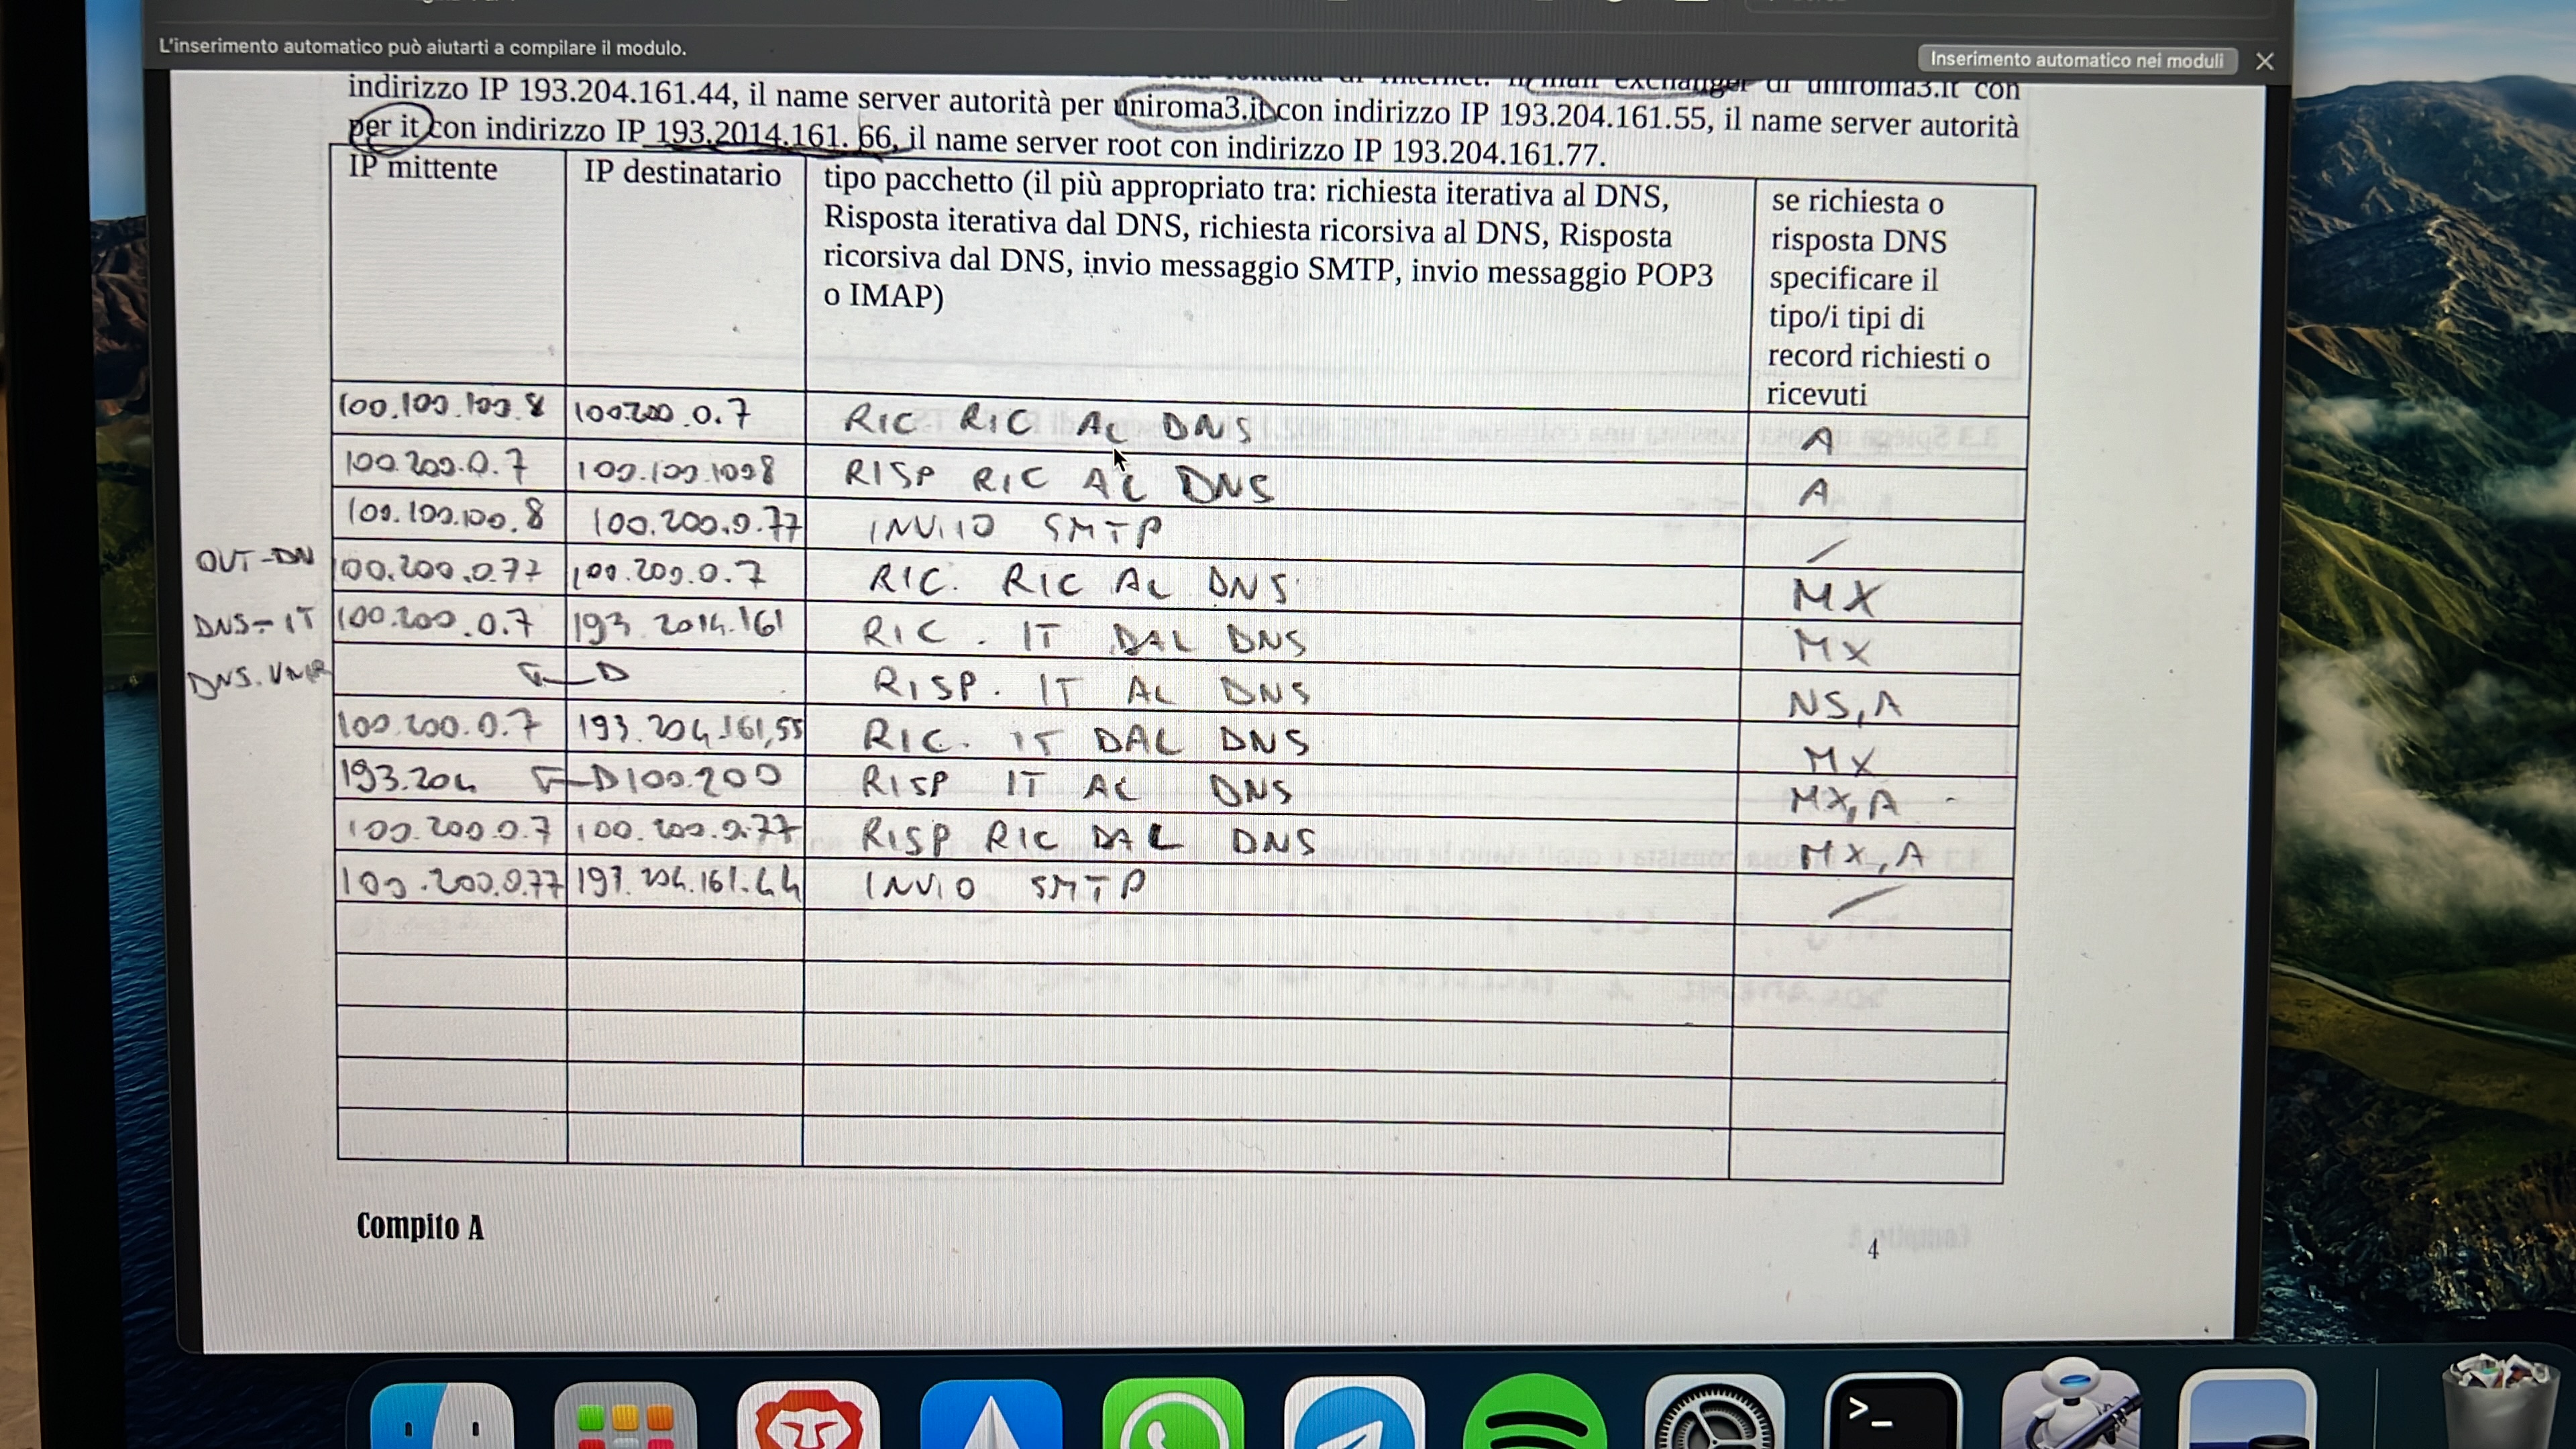 L'inserimento automatico può aiutarti a compilare il modulo.
Inserimento automatico nei moduli
mail exchanger di uniroma3.it con
indirizzo IP 193.204.161.44, il name server autorità per uniroma3.it con indirizzo IP 193.204.161.55, il name server autorità
per it con indirizzo IP 193.2014.161. 66, il name server root con indirizzo IP 193.204.161.77.
IP mittente IP destinatario tipo pacchetto (il più appropriato tra: richiesta iterativa al DNS,
Risposta iterativa dal DNS, richiesta ricorsiva al DNS, Risposta
ricorsiva dal DNS, invio messaggio SMTP, invio messaggio POP3
o IMAP)
se richiesta o
risposta DNS
specificare il
tipo/i tipi di
record richiesti o
ricevuti
100.100.100.8 100.200.0.7 RIC RIC AL DNS A
100.200.0.7 100.100.100 8 RISP RIC AL DNS A
100.100.100.8 100.200.0.77 INVIO SMTP /
OUT-DN 100.200.0.77 100.200.0.7 RIC. RIC AL DNS MX
DNS-IT 100.200.0.7 193 2014.161 RIC. IT DAL DNS MX
RISP. IT AL DNS NS,A
100.200.0.7 193.204.161,55 RIC. IT DAL DNS MX
193.204 100.200 RISP IT AL DNS MX,A
100.200.0.7 100.200.0.77 RISP RIC DAL DNS MX,A
100.200.0.77 193.204.161.44 INVIO SMTP /
Compito A
4
>_